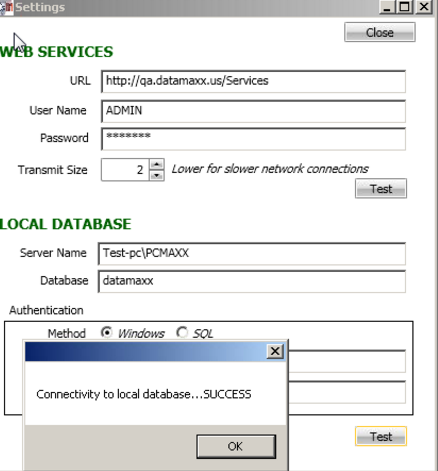 Settings
Close
WEB SERVICES
URL http://qa.datamaxx.us/Services
User Name ADMIN
Password *******
Transmit Size 2 Lower for slower network connections
Test
LOCAL DATABASE
Server Name Test-pc\PCMAXX
Database datamaxx
Authentication
Method Windows SQL
Connectivity to local database...SUCCESS
OK
Test